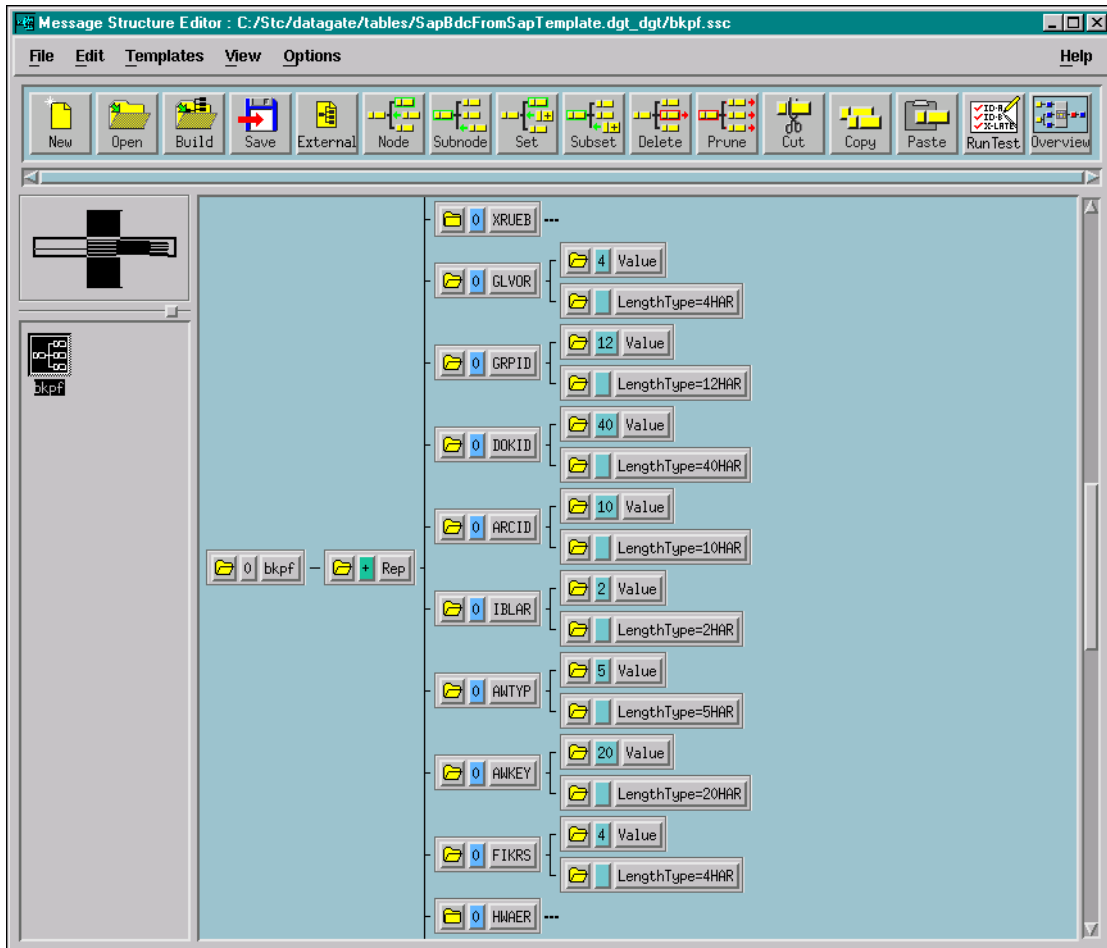 Message Structure Editor : C:/Stc/datagate/tables/SapBdcFromSapTemplate.dgt_dgt/bkpf.ssc
File Edit Templates View Options Help
New Open Build Save External Node Subnode Set Subset Delete Prune Cut Copy Paste RunTest Overview
0 XRUEB ---
4 Value
0 GLVOR
LengthType=4HAR
12 Value
0 GRPID
LengthType=12HAR
bkpf
40 Value
0 DOKID
LengthType=40HAR
10 Value
0 ARCID
LengthType=10HAR
0 bkpf + Rep
2 Value
0 IBLAR
LengthType=2HAR
5 Value
0 AWTYP
LengthType=5HAR
20 Value
0 AWKEY
LengthType=20HAR
4 Value
0 FIKRS
LengthType=4HAR
0 HWAER ---